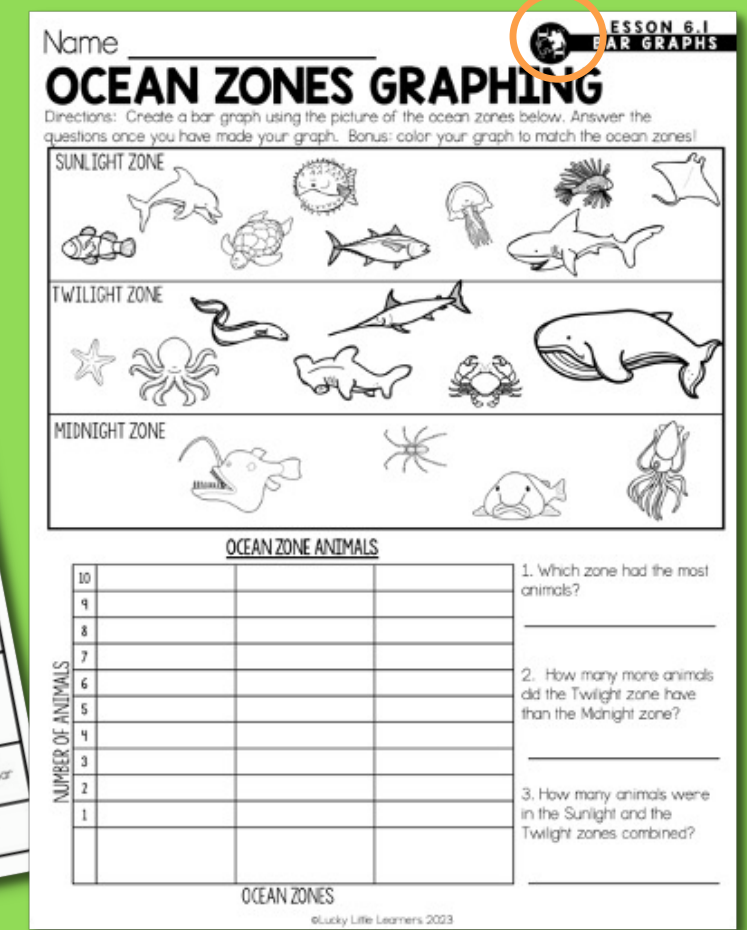 Name
LESSON 6.1
BAR GRAPHS
OCEAN ZONES GRAPHING
Directions: Create a bar graph using the picture of the ocean zones below. Answer the
questions once you have made your graph. Bonus: color your graph to match the ocean zones!
SUNLIGHT ZONE
TWILIGHT ZONE
MIDNIGHT ZONE
OCEAN ZONE ANIMALS
NUMBER OF ANIMALS
10
9
8
7
6
5
4
3
2
1
OCEAN ZONES
1. Which zone had the most
animals?
2. How many more animals
did the Twilight zone have
than the Midnight zone?
3. How many animals were
in the Sunlight and the
Twilight zones combined?
©Lucky Little Learners 2023